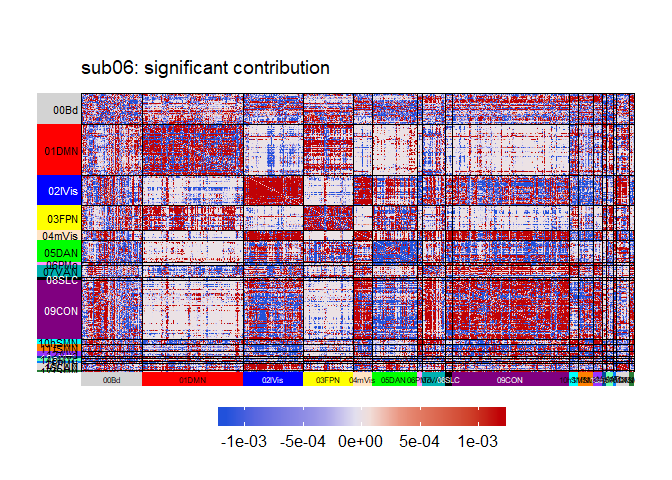 sub06: significant contribution
00Bd
01DMN
02lVis
03FPN
04mVis
05DAN
07VAN
08SLC
09CON
00Bd
01DMN
02lVis
03FPN
04mVis
05DAN
09CON
-1e-03
-5e-04
0e+00
5e-04
1e-03